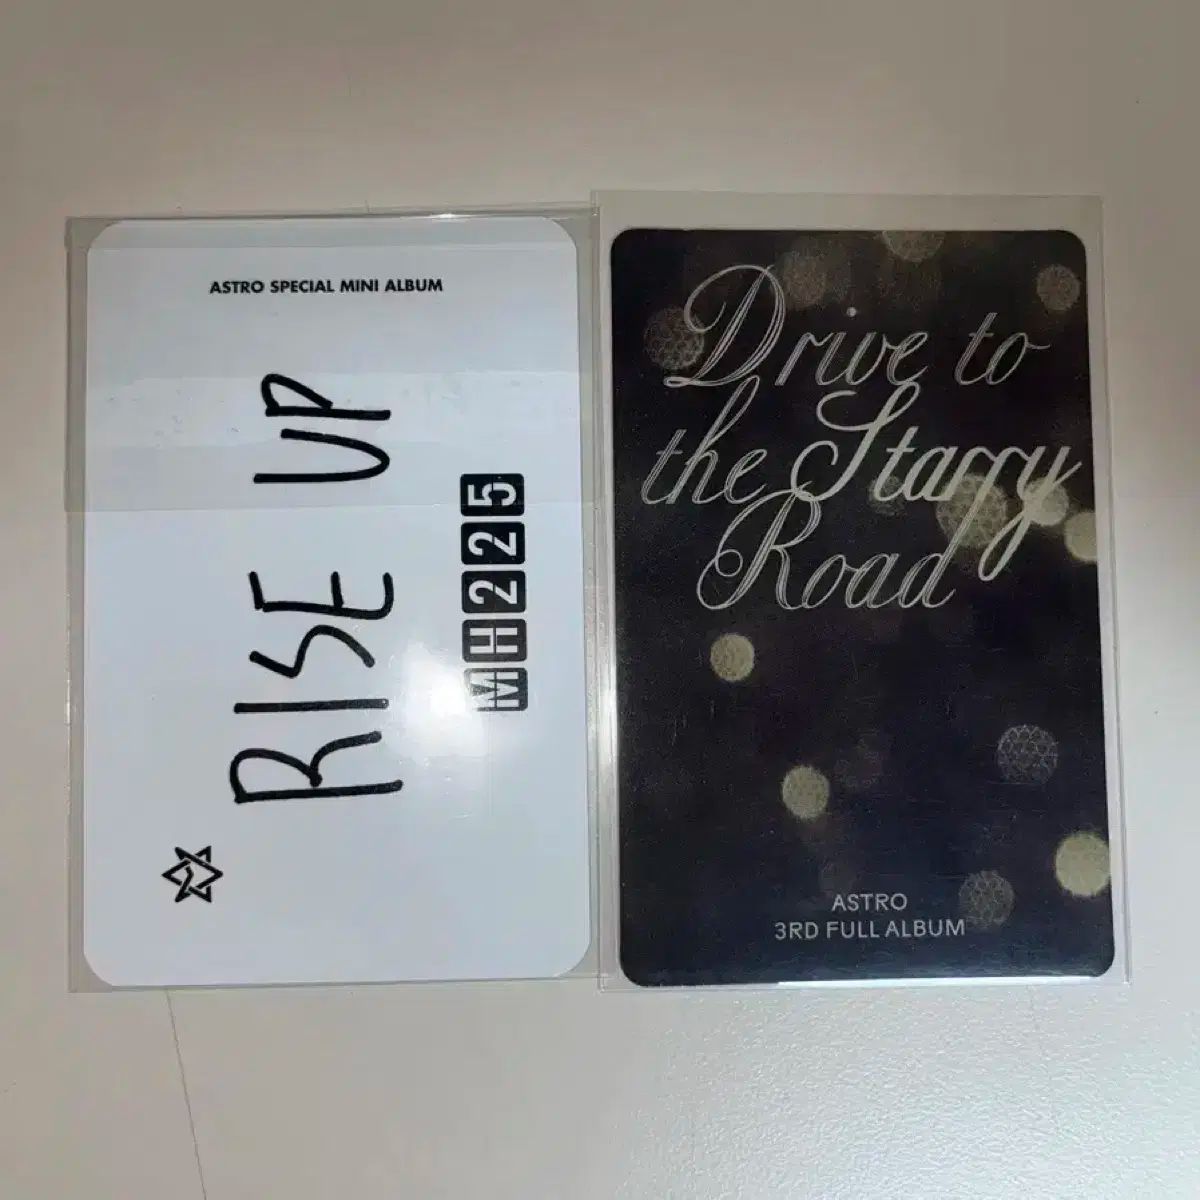 ASTRO SPECIAL MINI ALBUM
RISE UP
MH225
Drive to
the Starry
Road
ASTRO
3RD FULL ALBUM